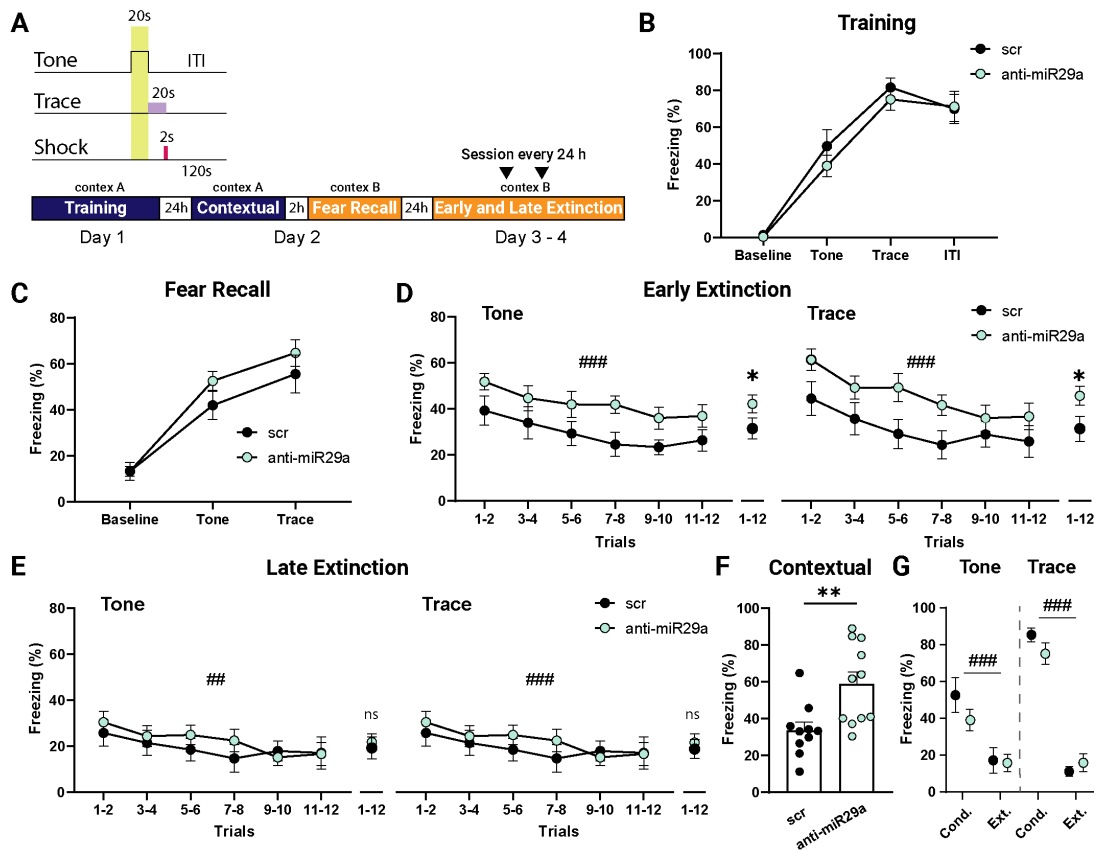 A
20s
Tone
ITI
Trace
20s
Shock
2s
120s
Session every 24 h
contex A
contex A
contex B
contex B
Training
24h
Contextual
2h
Fear Recall
24h
Early and Late Extinction
Day 1
Day 2
Day 3 - 4
B
Training
scr
anti-miR29a
Freezing (%)
100
80
60
40
20
0
Baseline
Tone
Trace
ITI
C
Fear Recall
Freezing (%)
80
60
40
20
0
scr
anti-miR29a
Baseline
Tone
Trace
D
Early Extinction
Tone
Trace
scr
anti-miR29a
Freezing (%)
80
60
40
20
0
###
*
###
*
1-2 3-4 5-6 7-8 9-10 11-12 1-12
1-2 3-4 5-6 7-8 9-10 11-12 1-12
Trials
Trials
E
Late Extinction
Tone
Trace
scr
anti-miR29a
Freezing (%)
80
60
40
20
0
##
ns
###
ns
1-2 3-4 5-6 7-8 9-10 11-12 1-12
1-2 3-4 5-6 7-8 9-10 11-12 1-12
Trials
Trials
F
Contextual
**
Freezing (%)
100
80
60
40
20
0
scr
anti-miR29a
G
Tone
Trace
Freezing (%)
100
80
60
40
20
0
###
###
Cond.
Ext.
Cond.
Ext.